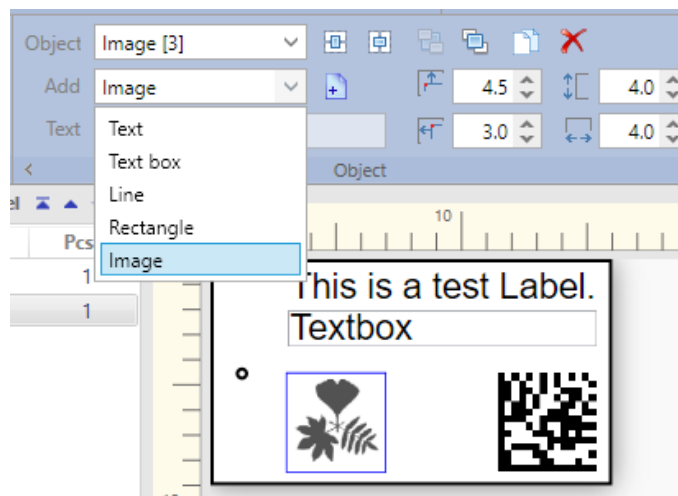 Object Image [3]
Add Image 4.5 4.0
Text 3.0 4.0
Text
Text box
Line
Rectangle
Image
Object
Pcs
1
1
10
This is a test Label.
Textbox